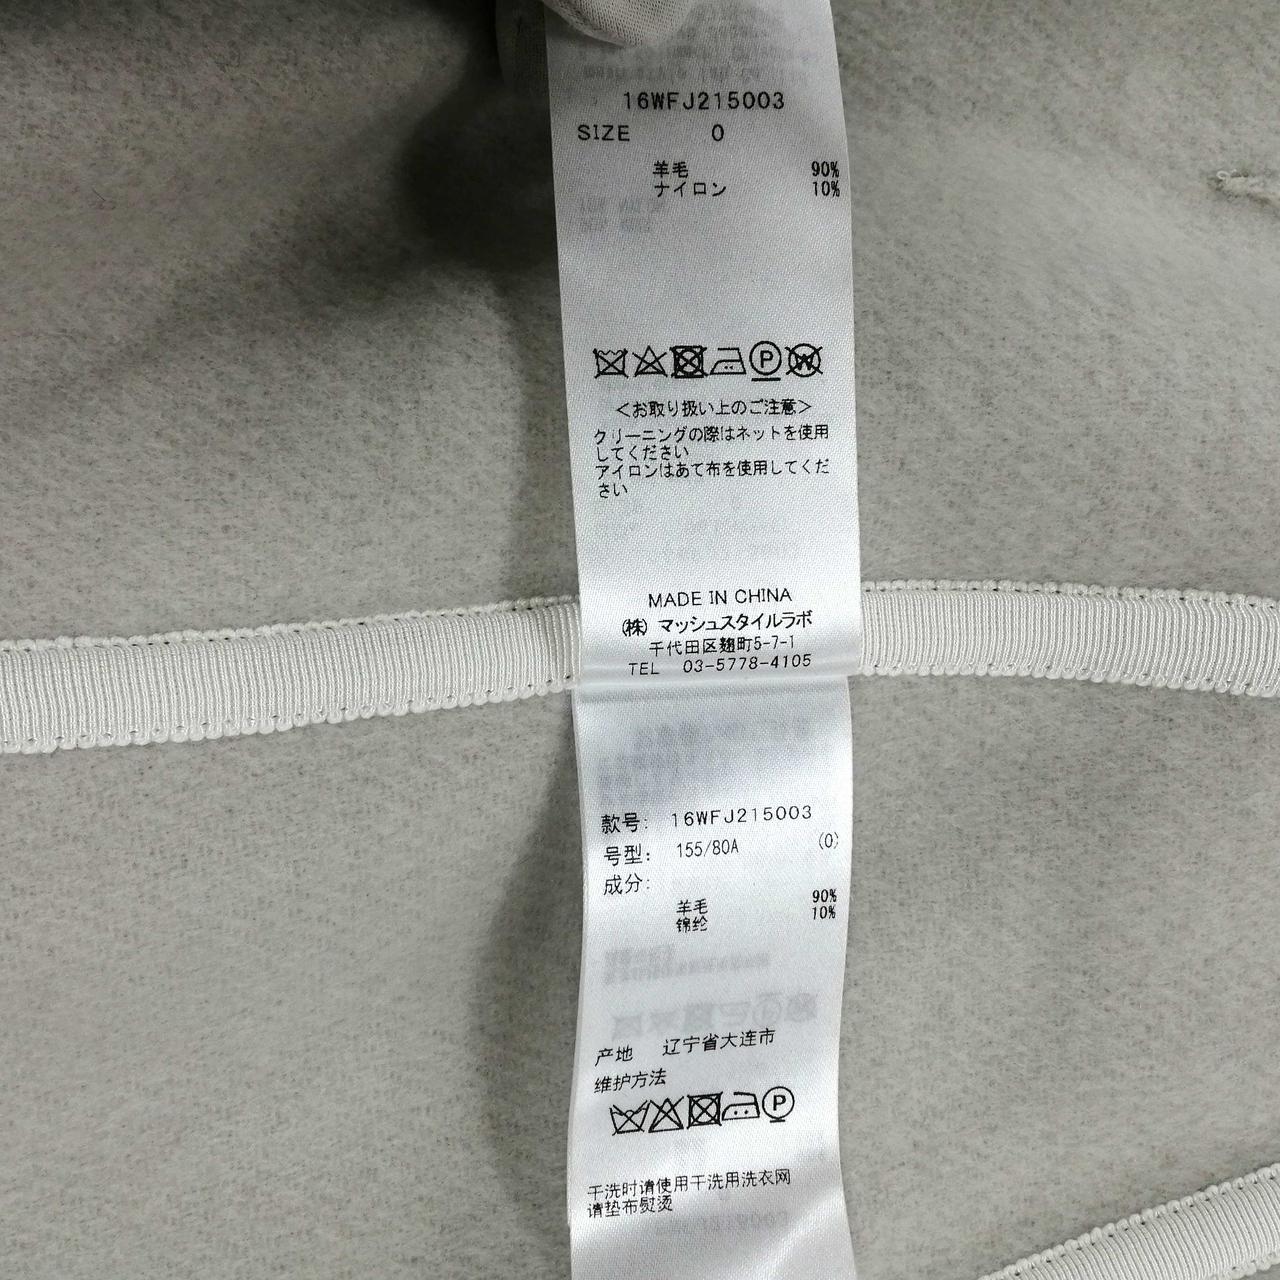 16WFJ215003
SIZE 0
羊毛 90%
ナイロン 10%
<お取り扱い上のご注意>
クリーニングの際はネットを使用
してください
アイロンはあて布を使用してくだ
さい
MADE IN CHINA
(株) マッシュスタイルラボ
千代田区麹町5-7-1
TEL 03-5778-4105
款号: 16WFJ215003
号型: 155/80A (0)
成分:
羊毛 90%
锦纶 10%
产地 辽宁省大连市
维护方法
干洗时请使用干洗用洗衣网
请垫布熨烫